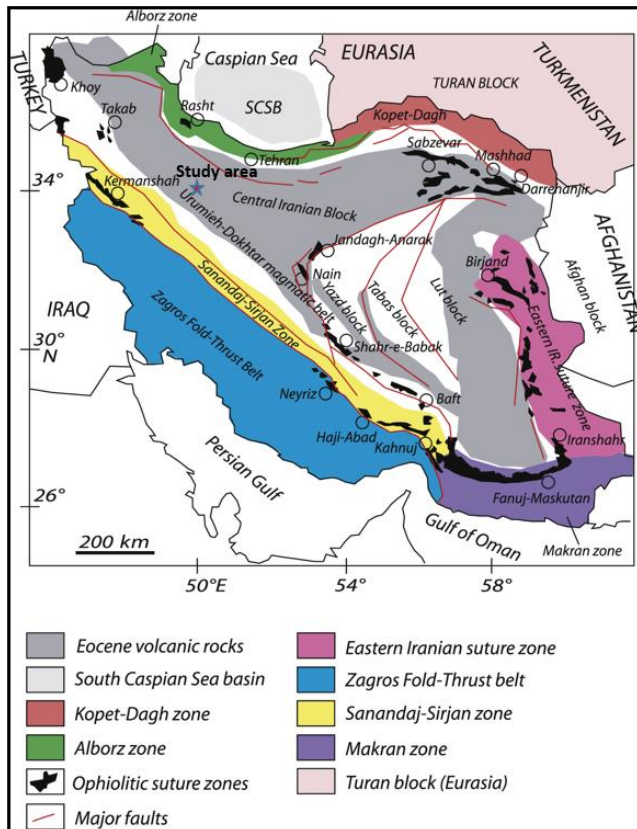 Alborz zone
Caspian Sea
EURASIA
TURKEY
TURKMENISTAN
TURAN BLOCK
Khoy
SCSB
Takab
Rasht
Kopet-Dagh
Sabzevar
Mashhad
Tehran
Study area
Darrehanjir
34°
Kermanshah
Central Iranian Block
Urumieh-Dokhtar magmatic belt
Jandagh-Anarak
AFGHANISTAN
Birjand
Nain
Afghan block
Sanandaj-Sirjan Zone
Yazd block
Tabas block
Lut block
IRAQ
Zagros Fold-Thrust Belt
Eastern IR. suture zone
30°
N
Shahr-e-Babak
Neyriz
Baft
Haji-Abad
Kahnuj
Iranshahr
Persian Gulf
Fanuj-Maskutan
26°
Gulf of Oman
200 km
Makran zone
50°E
54°
58°
Eocene volcanic rocks
South Caspian Sea basin
Kopet-Dagh zone
Alborz zone
Ophiolitic suture zones
Major faults
Eastern Iranian suture zone
Zagros Fold-Thrust belt
Sanandaj-Sirjan zone
Makran zone
Turan block (Eurasia)